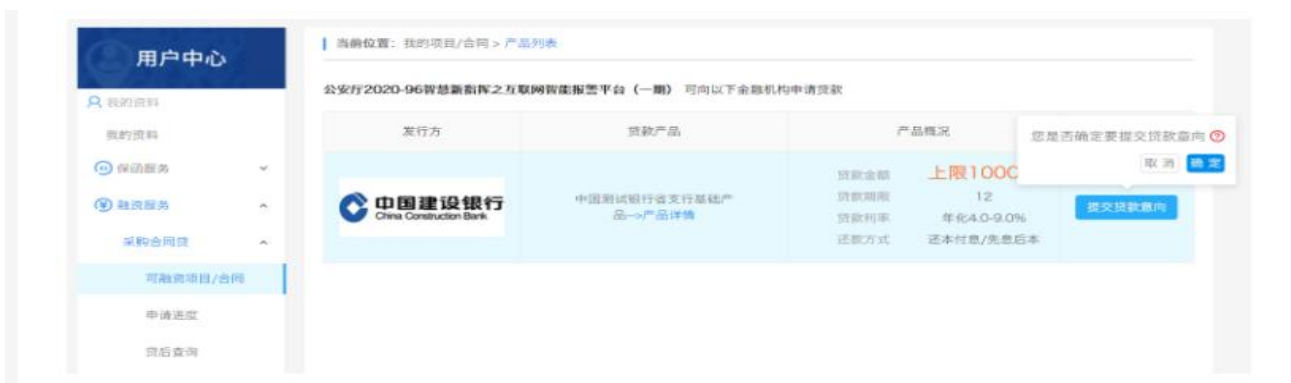 用户中心
当前位置：我的项目/合同 > 产品列表
公安厅2020-96智慧新指挥之互联网智能报警平台（一期） 可向以下金融机构申请贷款
我的资料
我的资料
保函服务
融资服务
采购合同贷
可融资项目/合同
申请进度
贷后查询
发行方 贷款产品 产品概况
您是否确定要提交贷款意向
取消 确定
中国建设银行
China Construction Bank
中国测试银行省支行基础产
品-->产品详情
贷款金额 上限1000
贷款期限 12
贷款利率 年化4.0-9.0%
还款方式 还本付息/先息后本
提交贷款意向